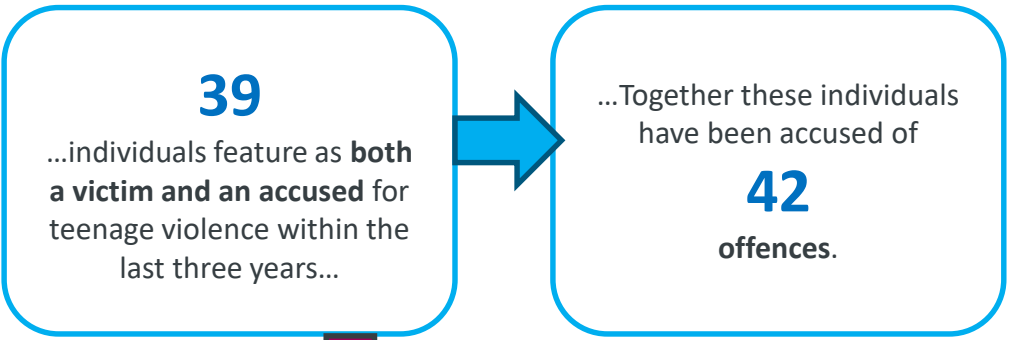 39
...individuals feature as both
a victim and an accused for
teenage violence within the
last three years...
...Together these individuals
have been accused of
42
offences.